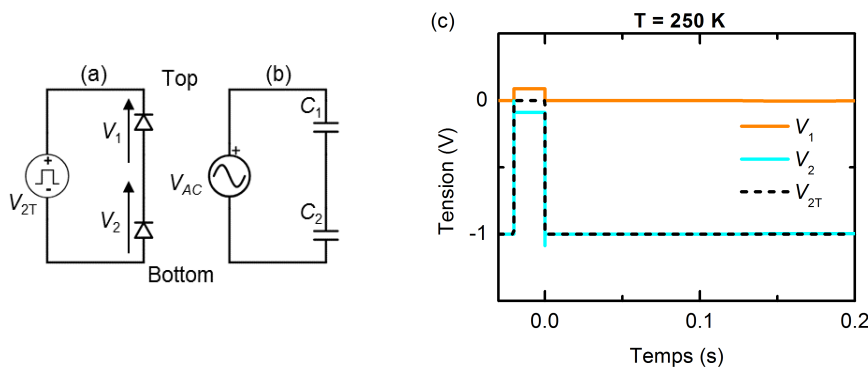 (a)
Top
(b)
V1
V2
V2T
+
-
Bottom
+
VAC
C1
C2
(c)
T = 250 K
Tension (V)
0
-1
V1
V2
V2T
0.0
0.1
0.2
Temps (s)